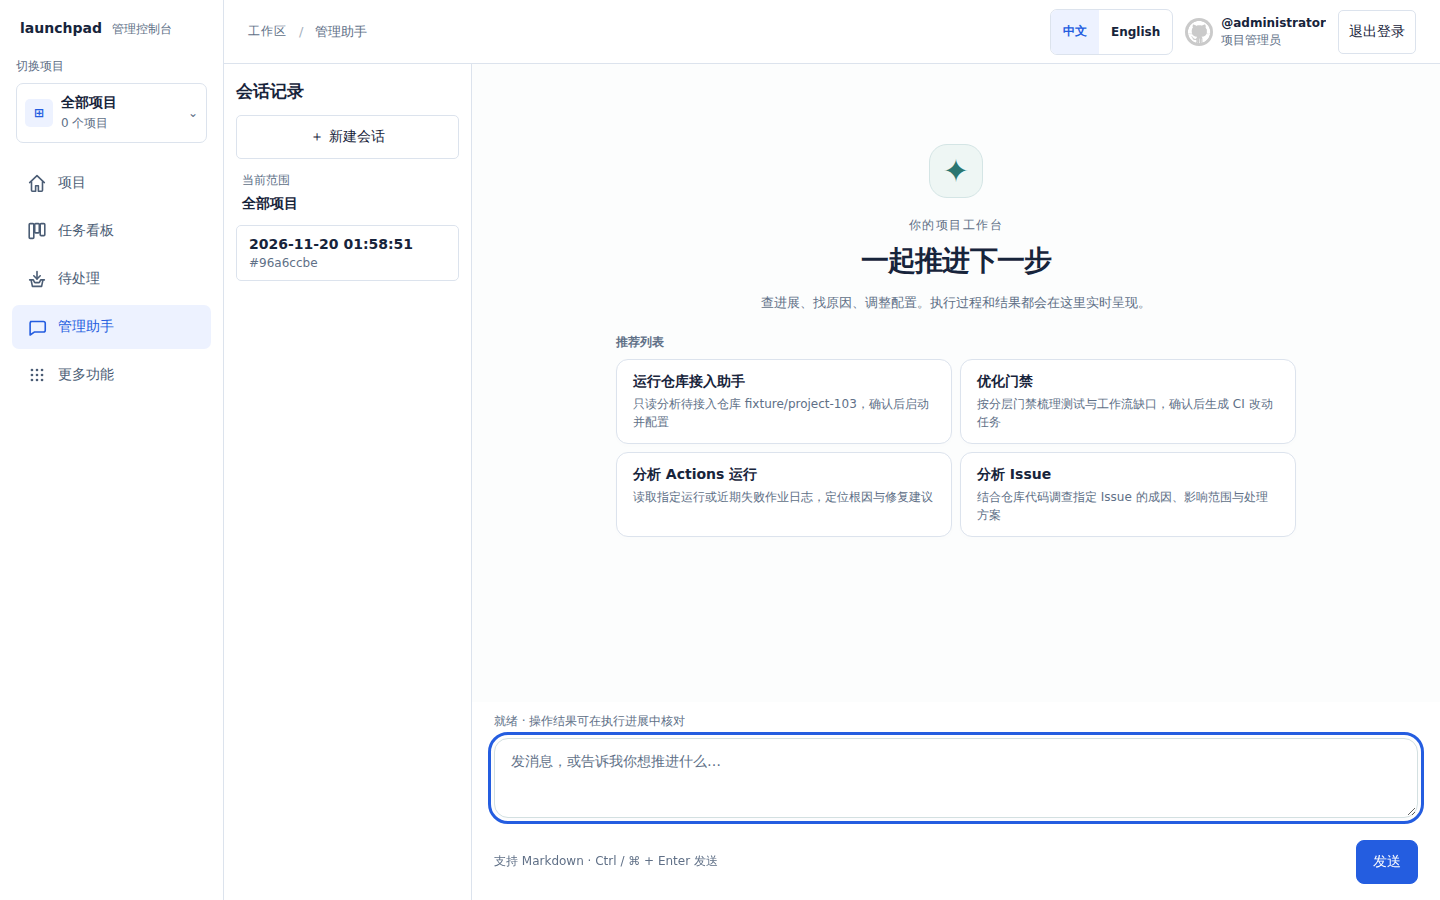 launchpad 管理控制台
切换项目
全部项目
0 个项目
项目
任务看板
待处理
管理助手
更多功能
工作区 / 管理助手
中文 English
@administrator
项目管理员
退出登录
会话记录
+ 新建会话
当前范围
全部项目
2026-11-20 01:58:51
#96a6ccbe
你的项目工作台
一起推进下一步
查进展、找原因、调整配置。执行过程和结果都会在这里实时呈现。
推荐列表
运行仓库接入助手
只读分析待接入仓库 fixture/project-103，确认后启动
并配置
优化门禁
按分层门禁梳理测试与工作流缺口，确认后生成 CI 改动
任务
分析 Actions 运行
读取指定运行或近期失败作业日志，定位根因与修复建议
分析 Issue
结合仓库代码调查指定 Issue 的成因、影响范围与处理
方案
就绪 · 操作结果可在执行进展中核对
发消息，或告诉我你想推进什么…
支持 Markdown · Ctrl / ⌘ + Enter 发送
发送